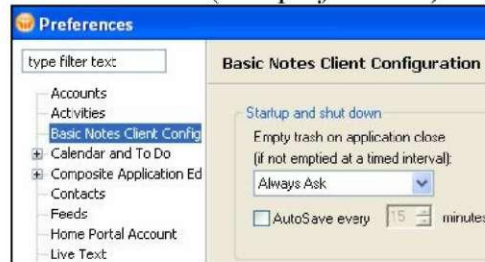 Preferences
type filter text
Basic Notes Client Configuration
Accounts
Activities
Basic Notes Client Config
Calendar and To Do
Composite Application Ed
Contacts
Feeds
Home Portal Account
Live Text
Startup and shut down
Empty trash on application close
(if not emptied at a timed interval):
Always Ask
AutoSave every 15 minutes